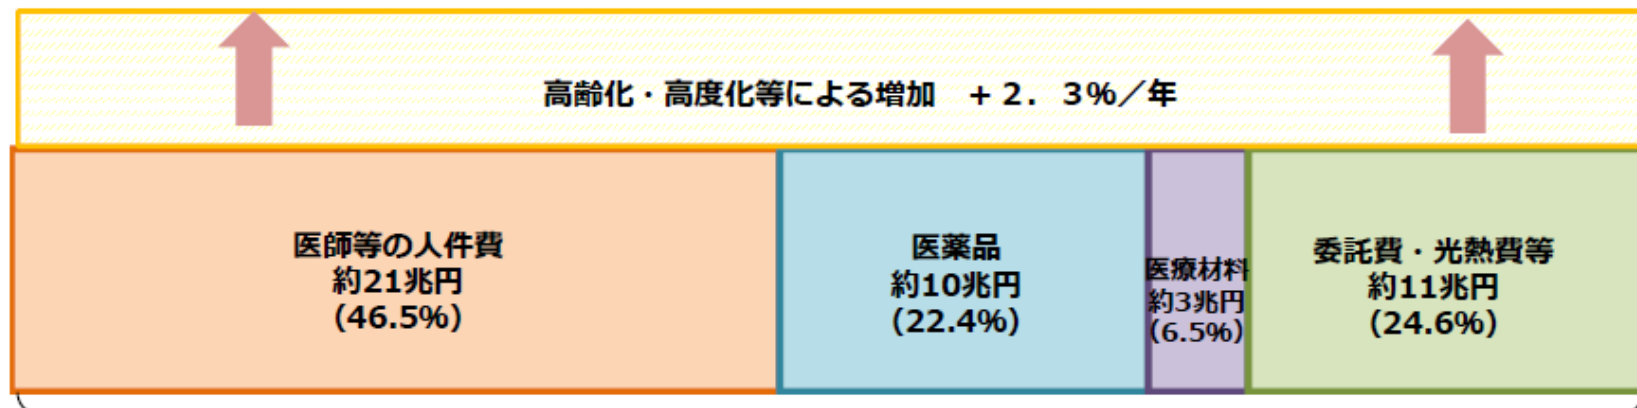 高齢化・高度化等による増加　+２．３%／年
医師等の人件費
約21兆円
(46.5%)
医薬品
約10兆円
(22.4%)
医療材料
約3兆円
(6.5%)
委託費・光熱費等
約11兆円
(24.6%)